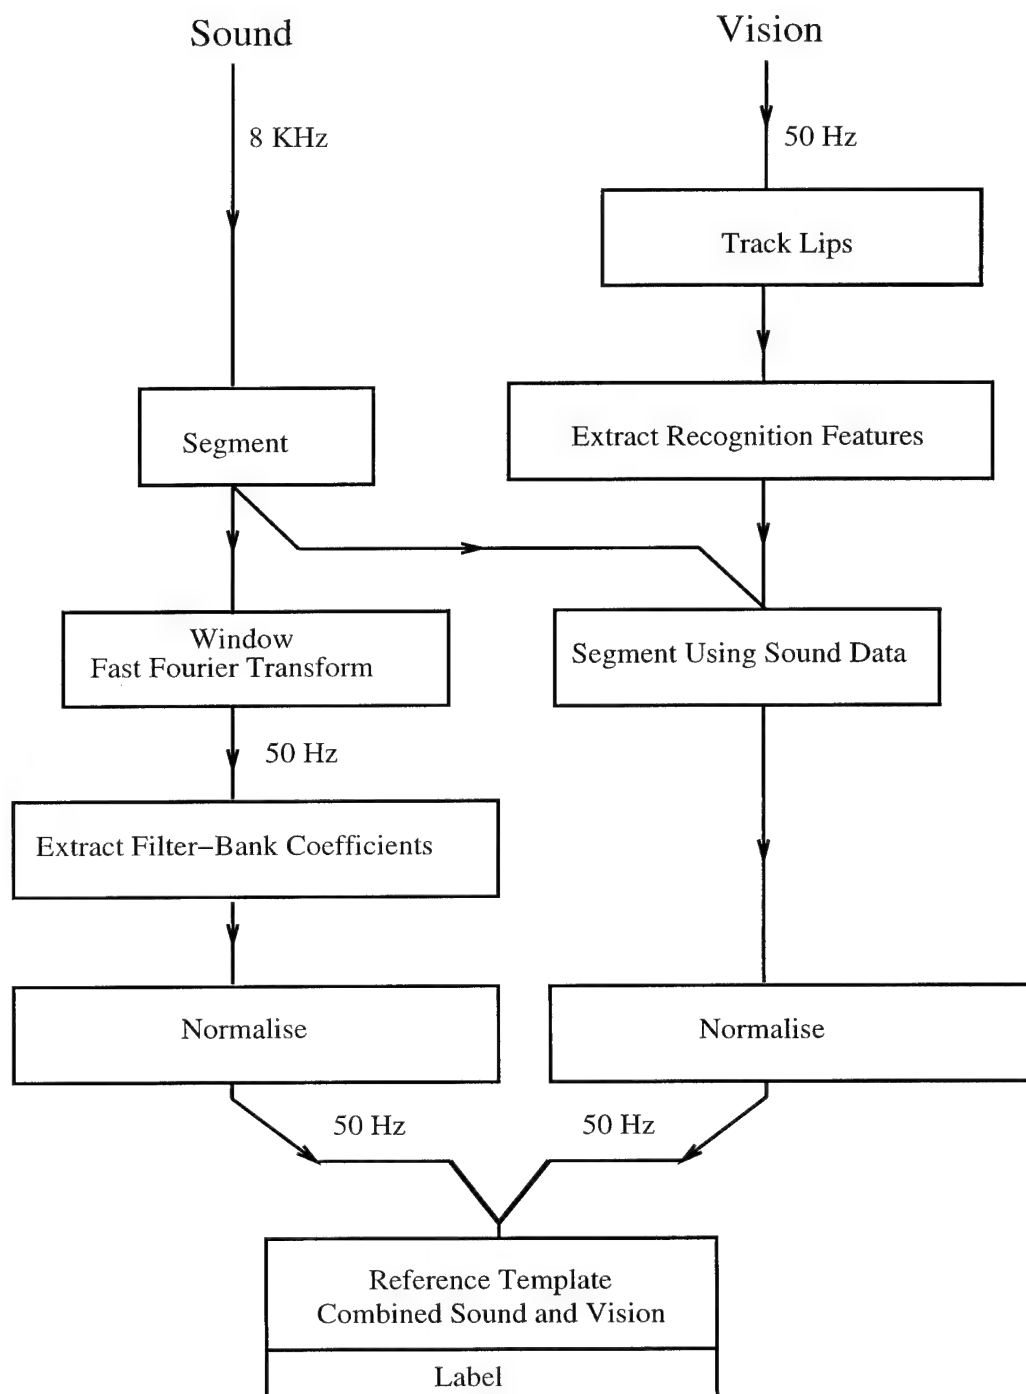 Sound
Vision
8 KHz
50 Hz
Track Lips
Segment
Extract Recognition Features
Window
Fast Fourier Transform
Segment Using Sound Data
50 Hz
Extract Filter–Bank Coefficients
Normalise
Normalise
50 Hz
50 Hz
Reference Template
Combined Sound and Vision
Label